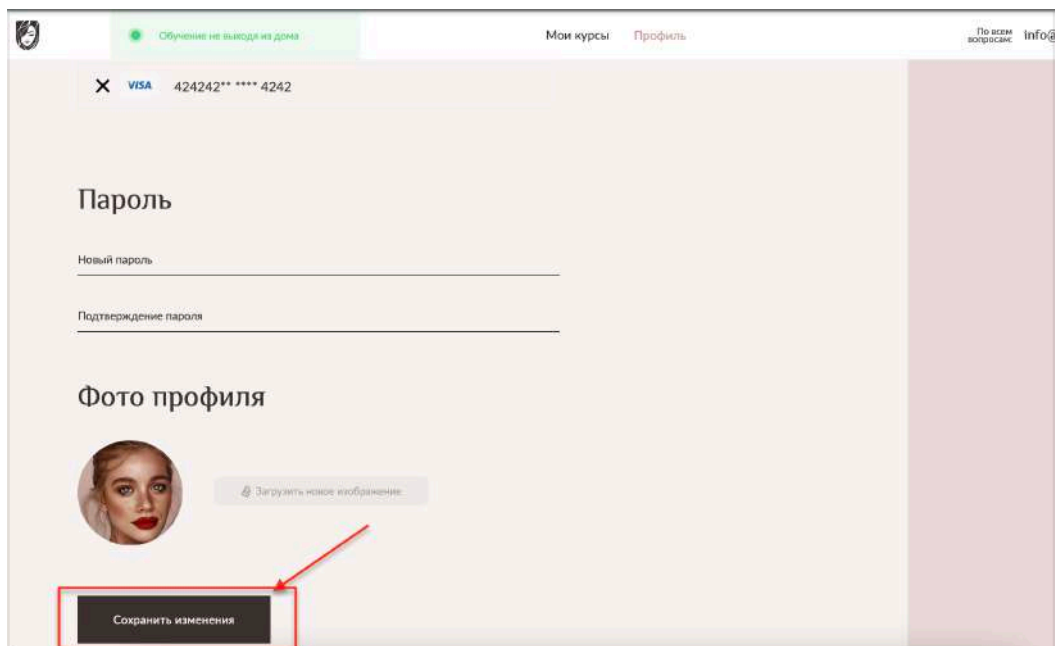 Обучение не выходя из дома
Мои курсы
Профиль
По всем
вопросам:
info@
VISA
424242** **** 4242
Пароль
Новый пароль
Подтверждение пароля
Фото профиля
Загрузить новое изображение
Сохранить изменения